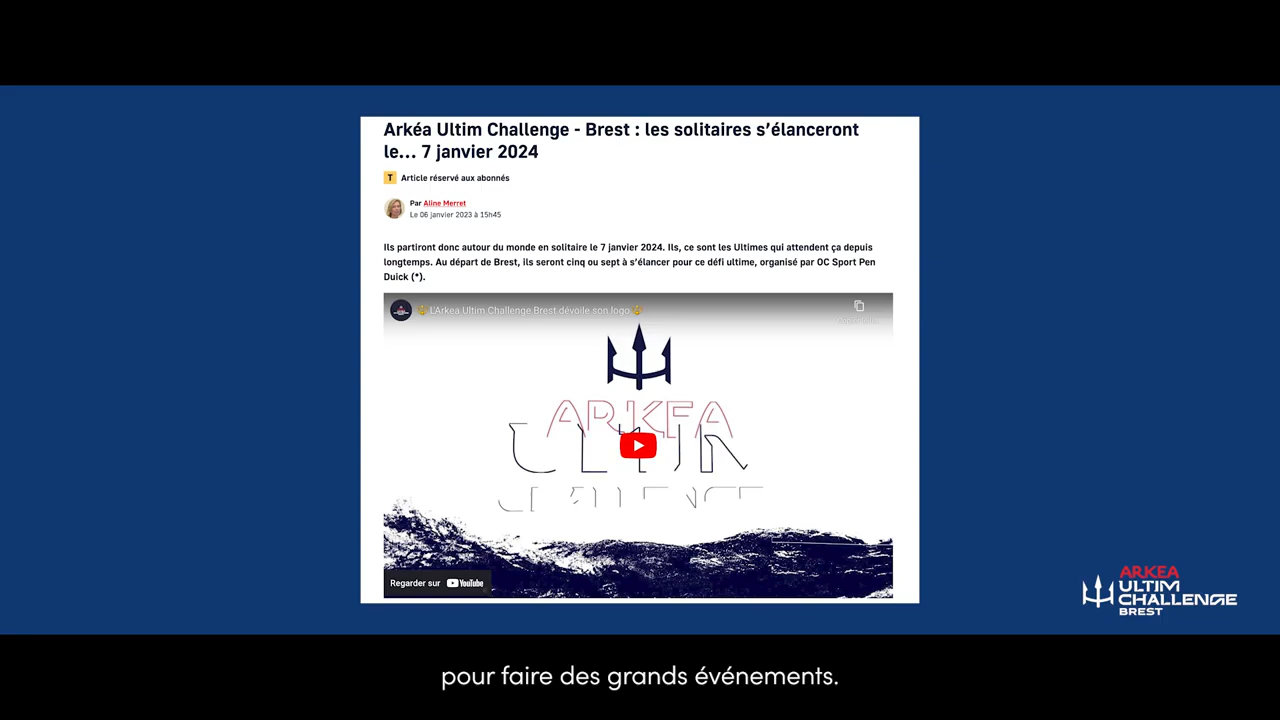 Arkéa Ultim Challenge - Brest : les solitaires s’élanceront
le… 7 janvier 2024
T Article réservé aux abonnés
Par Aline Merret
Le 06 janvier 2023 à 15h45
Ils partiront donc autour du monde en solitaire le 7 janvier 2024. Ils, ce sont les Ultimes qui attendent ça depuis
longtemps. Au départ de Brest, ils seront cinq ou sept à s’élancer pour ce défi ultime, organisé par OC Sport Pen
Duick (*).
L'Arkea Ultim Challenge Brest dévoile son logo
ARKEA
Regarder sur YouTube
ARKEA
ULTIM
CHALLENGE
BREST
pour faire des grands événements.